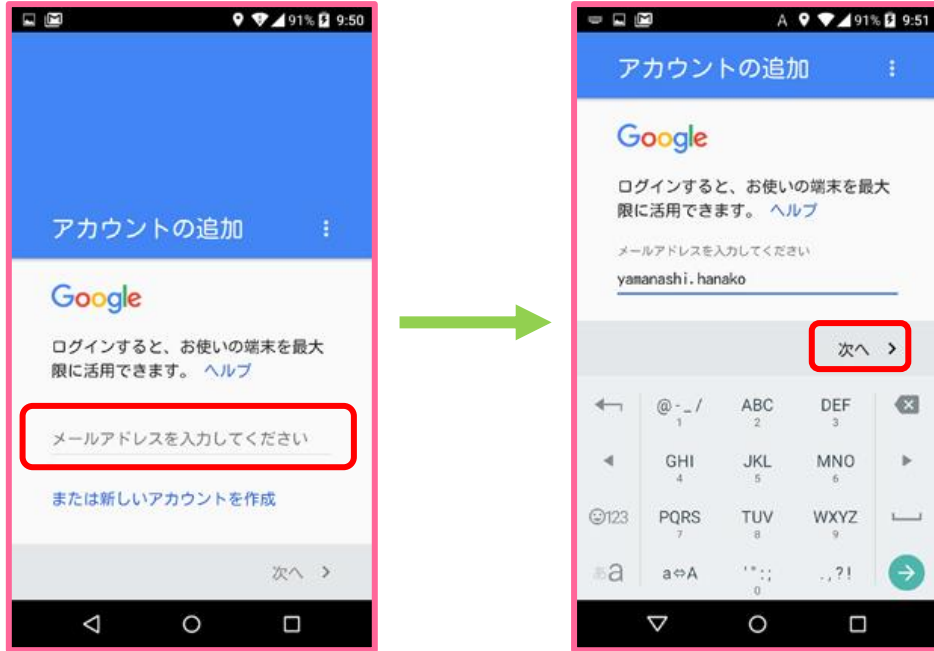 91% 9:50
アカウントの追加
Google
ログインすると、お使いの端末を最大
限に活用できます。 ヘルプ
メールアドレスを入力してください
または新しいアカウントを作成
次へ
A 91% 9:51
アカウントの追加
Google
ログインすると、お使いの端末を最大
限に活用できます。 ヘルプ
メールアドレスを入力してください
yamanashi.hanako
次へ
@-_/ ABC DEF
1 2 3
GHI JKL MNO
4 5 6
123 PQRS TUV WXYZ
7 8 9
あa a⇔A '":; .,?!
0